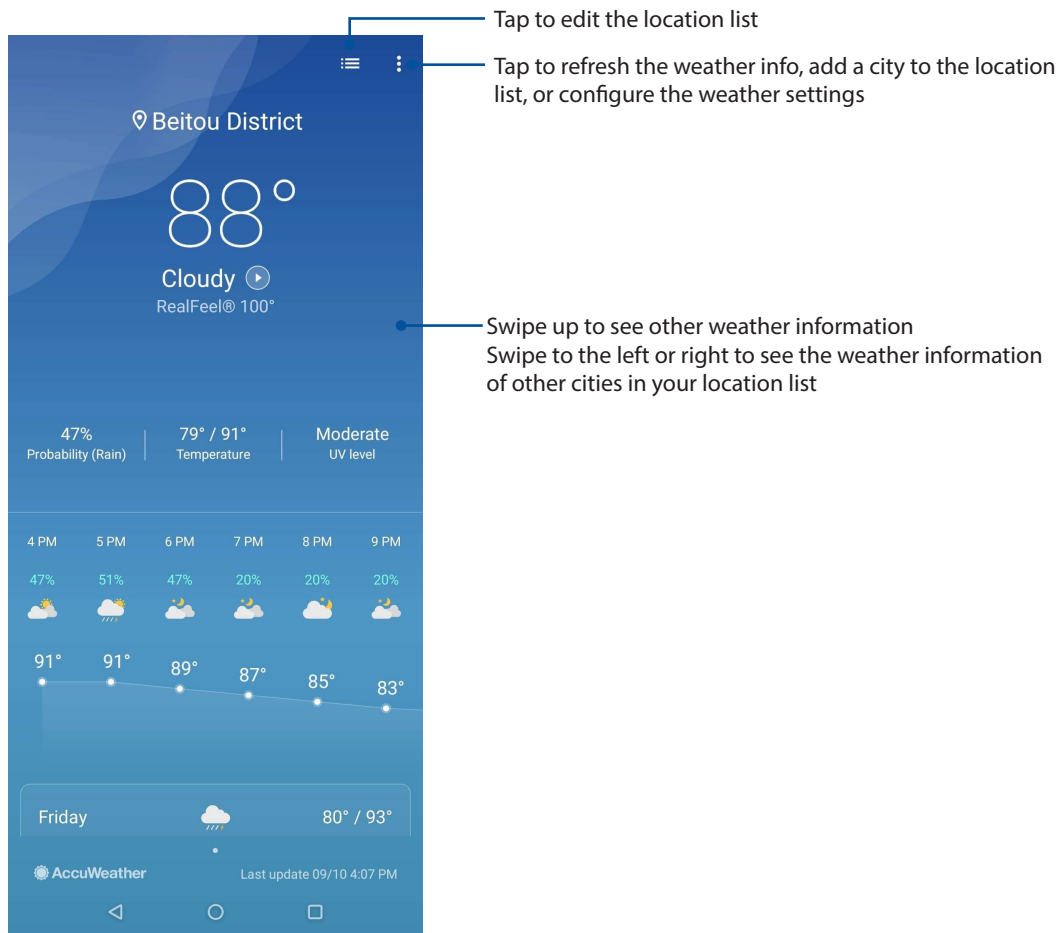 Tap to edit the location list
Tap to refresh the weather info, add a city to the location
list, or configure the weather settings
Beitou District
88°
Cloudy
RealFeel® 100°
Swipe up to see other weather information
Swipe to the left or right to see the weather information
of other cities in your location list
47% 79° / 91° Moderate
Probability (Rain) Temperature UV level
4 PM 5 PM 6 PM 7 PM 8 PM 9 PM
47% 51% 47% 20% 20% 20%
91° 91° 89° 87° 85° 83°
Friday 80° / 93°
AccuWeather Last update 09/10 4:07 PM